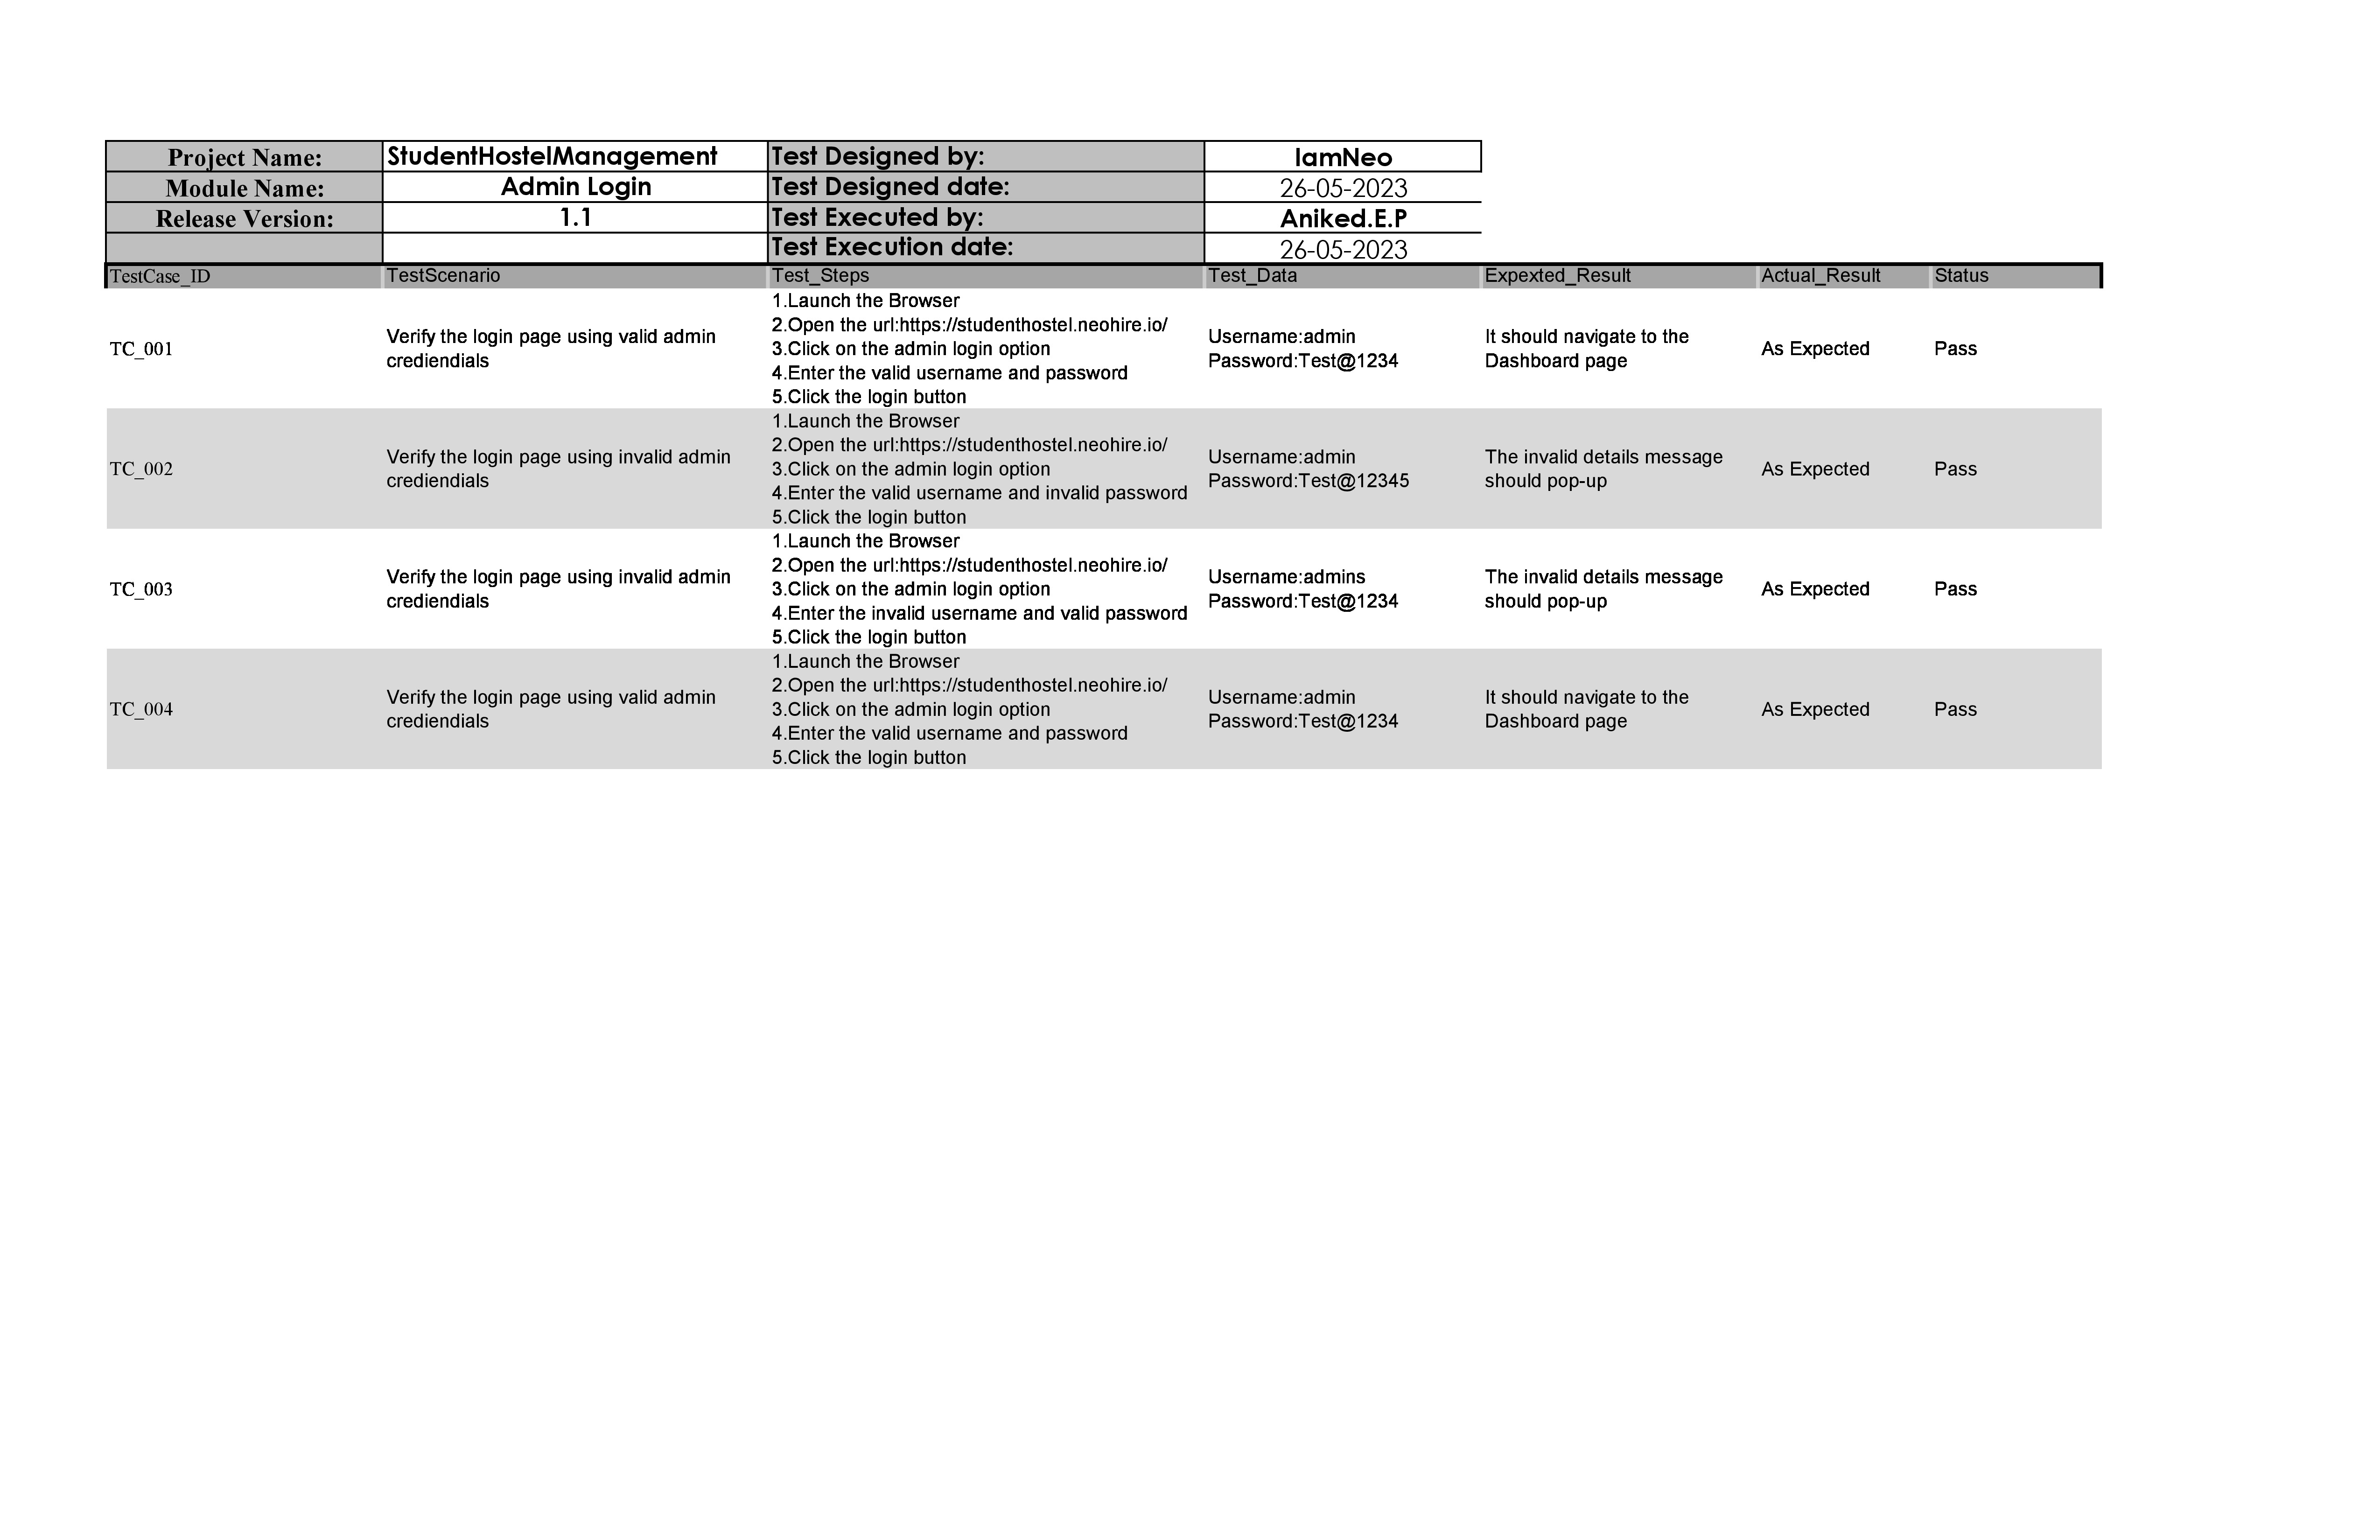 Project Name: StudentHostelManagement Test Designed by: IamNeo
Module Name: Admin Login Test Designed date: 26-05-2023
Release Version: 1.1 Test Executed by: Aniked.E.P
Test Execution date: 26-05-2023
TestCase_ID TestScenario Test_Steps Test_Data Expexted_Result Actual_Result Status
TC_001
Verify the login page using valid admin
crediendials
1.Launch the Browser
2.Open the url:https://studenthostel.neohire.io/
3.Click on the admin login option
4.Enter the valid username and password
5.Click the login button
Username:admin
Password:Test@1234
It should navigate to the
Dashboard page
As Expected
Pass
TC_002
Verify the login page using invalid admin
crediendials
1.Launch the Browser
2.Open the url:https://studenthostel.neohire.io/
3.Click on the admin login option
4.Enter the valid username and invalid password
5.Click the login button
Username:admin
Password:Test@12345
The invalid details message
should pop-up
As Expected
Pass
TC_003
Verify the login page using invalid admin
crediendials
1.Launch the Browser
2.Open the url:https://studenthostel.neohire.io/
3.Click on the admin login option
4.Enter the invalid username and valid password
5.Click the login button
Username:admins
Password:Test@1234
The invalid details message
should pop-up
As Expected
Pass
TC_004
Verify the login page using valid admin
crediendials
1.Launch the Browser
2.Open the url:https://studenthostel.neohire.io/
3.Click on the admin login option
4.Enter the valid username and password
5.Click the login button
Username:admin
Password:Test@1234
It should navigate to the
Dashboard page
As Expected
Pass